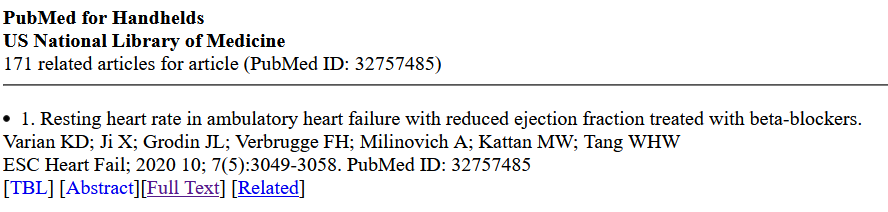 PubMed for Handhelds
US National Library of Medicine
171 related articles for article (PubMed ID: 32757485)
• 1. Resting heart rate in ambulatory heart failure with reduced ejection fraction treated with beta-blockers.
Varian KD; Ji X; Grodin JL; Verbrugge FH; Milinovich A; Kattan MW; Tang WHW
ESC Heart Fail; 2020 10; 7(5):3049-3058. PubMed ID: 32757485
[TBL] [Abstract][Full Text] [Related]